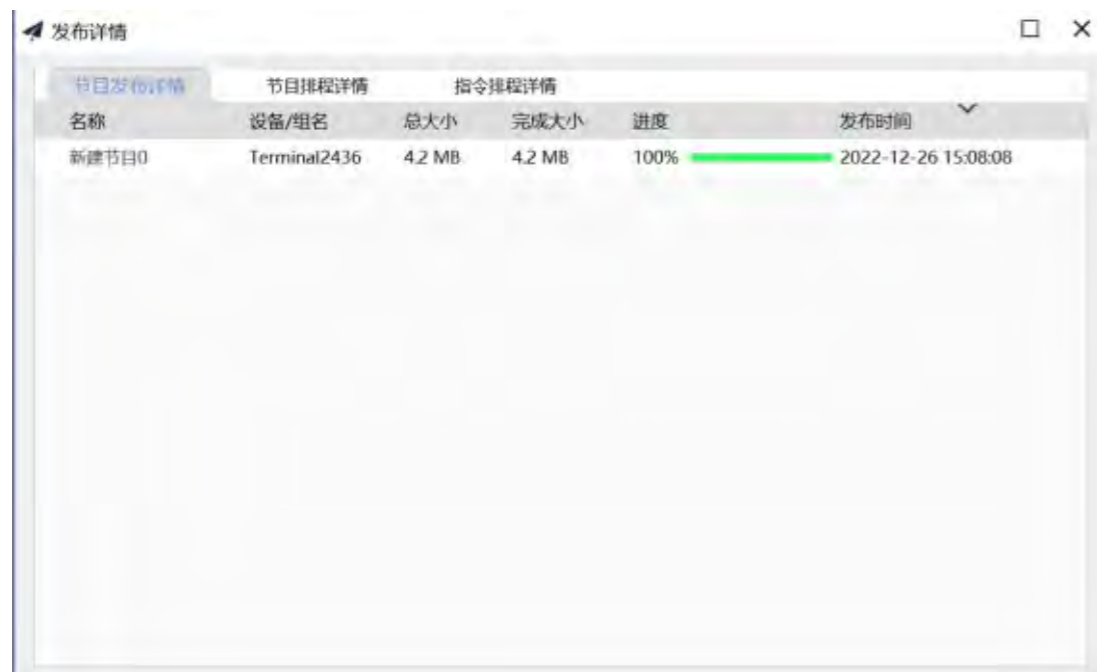 发布详情
节目发布详情 节目排程详情 指令排程详情
名称 设备/组名 总大小 完成大小 进度 发布时间
新建节目0 Terminal2436 4.2 MB 4.2 MB 100% 2022-12-26 15:08:08